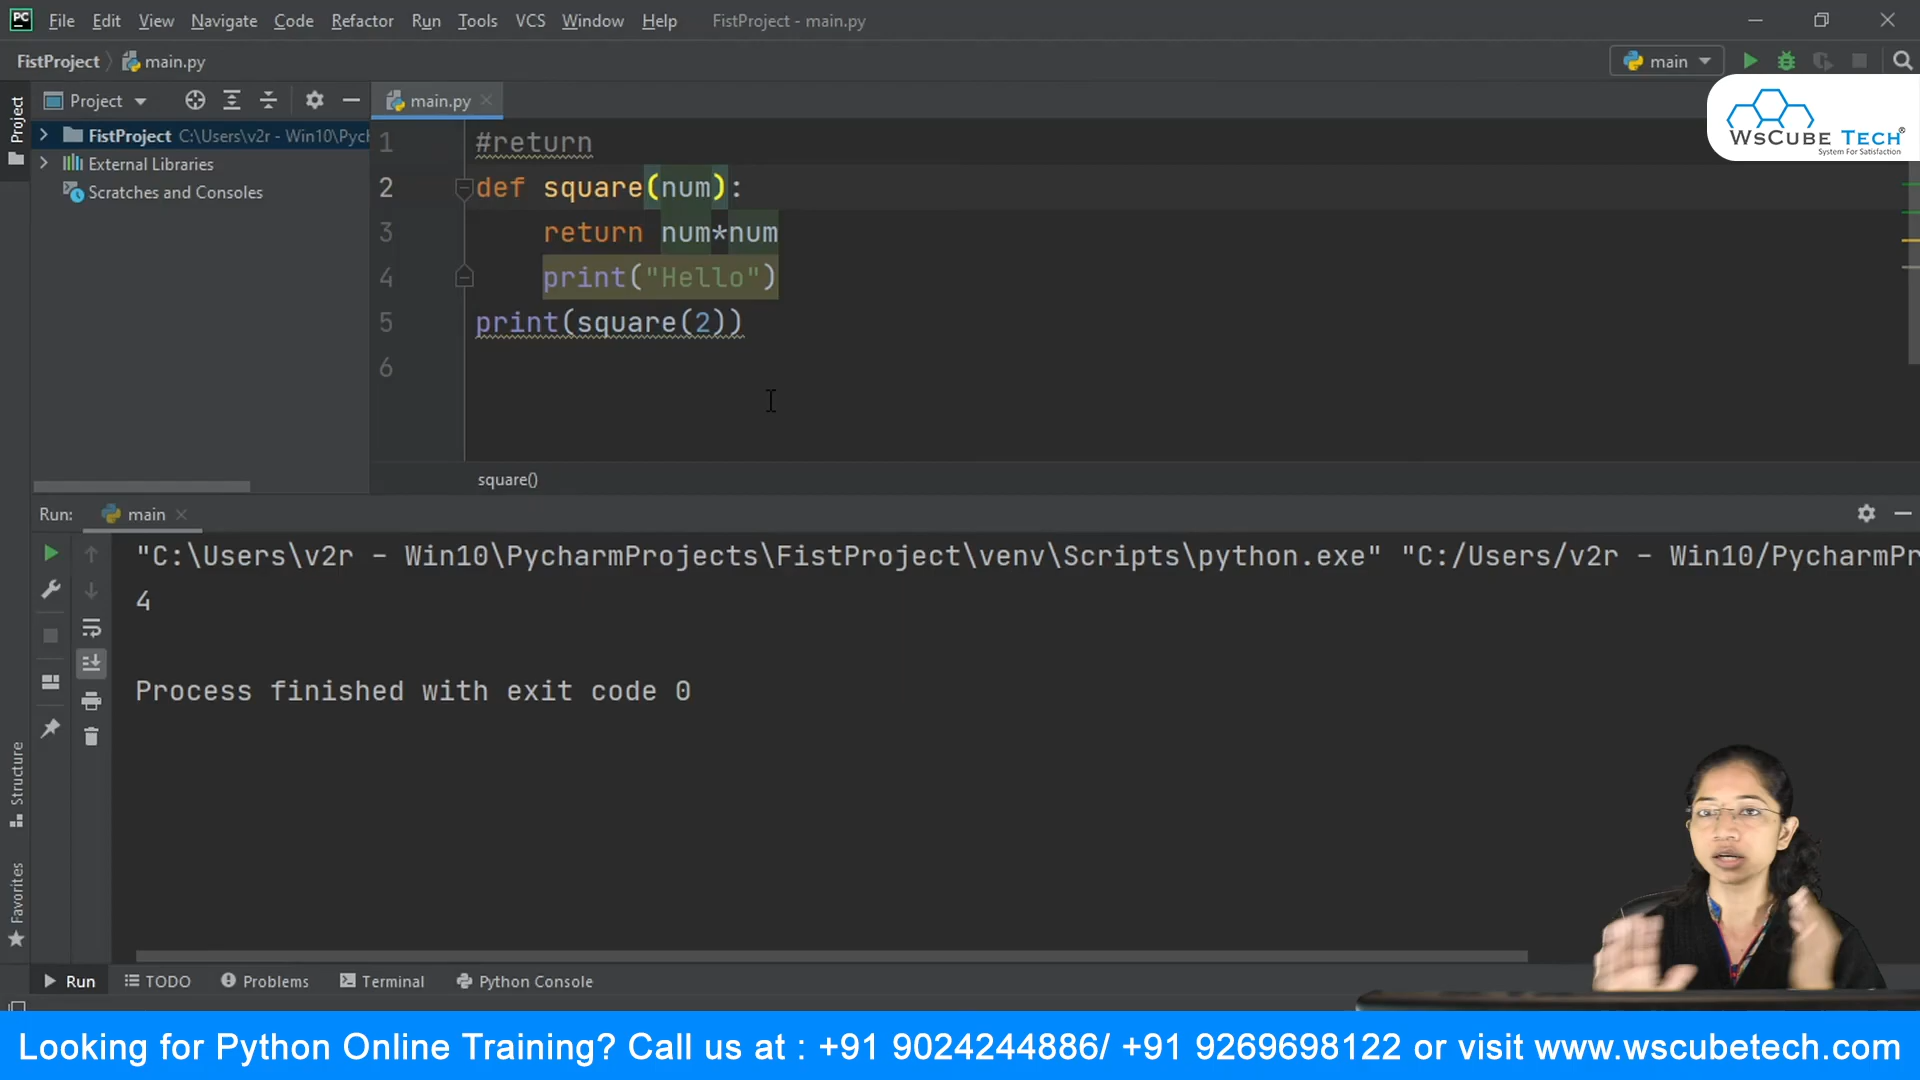 PC File Edit View Navigate Code Refactor Run Tools VCS Window Help FistProject - main.py
FistProject main.py main
Project main.py
WsCube Tech®
System For Satisfaction
Project
FistProject C:\Users\v2r - Win10\Pych
External Libraries
Scratches and Consoles
1 #return
2 def square(num):
3 return num*num
4 print("Hello")
5 print(square(2))
6
square()
Run: main
"C:\Users\v2r - Win10\PycharmProjects\FistProject\venv\Scripts\python.exe" "C:/Users/v2r - Win10/PycharmPr
4
Process finished with exit code 0
Structure
Favorites
Run TODO Problems Terminal Python Console
Looking for Python Online Training? Call us at : +91 9024244886/ +91 9269698122 or visit www.wscubetech.com